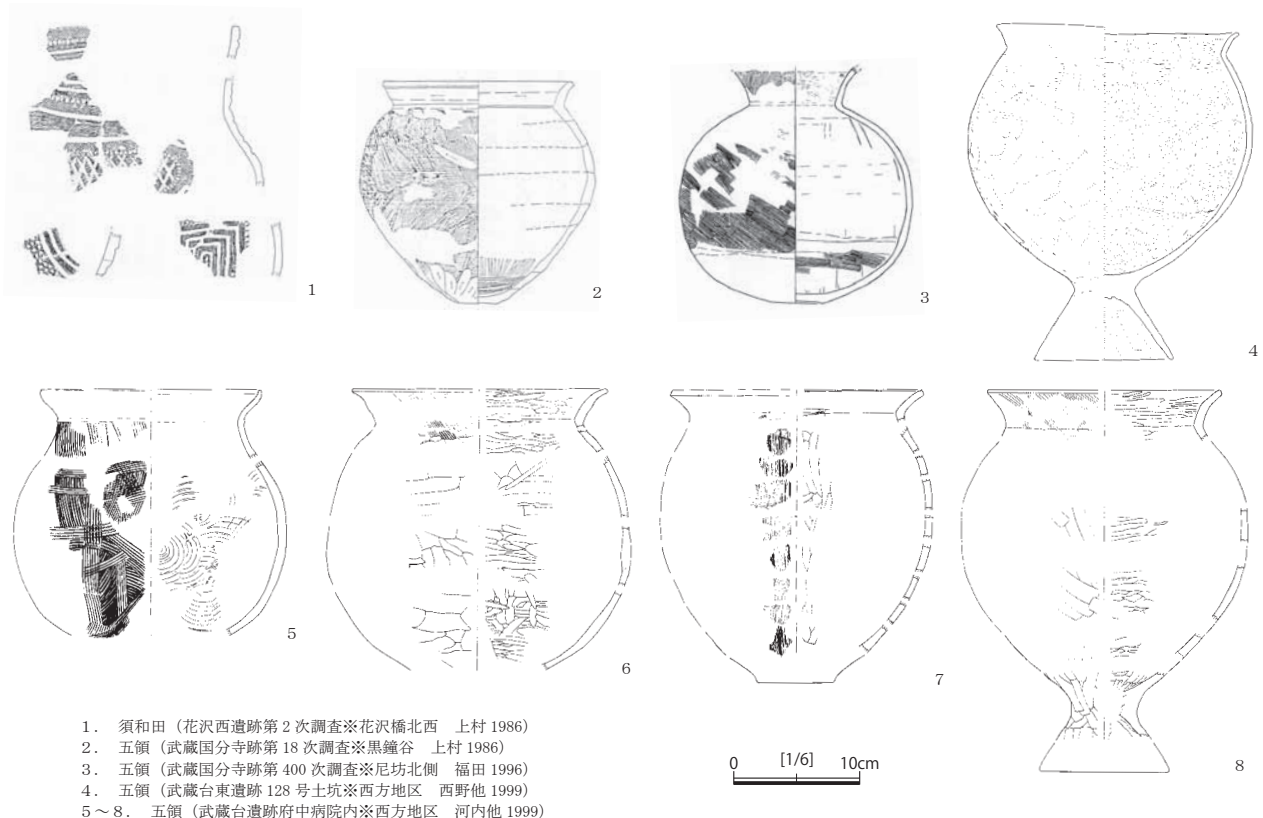 1
2
3
4
5
6
7
8
1. 須和田（花沢西遺跡第 2 次調査※花沢橋北西　上村 1986）
2. 五領（武蔵国分寺跡第 18 次調査※黒鐘谷　上村 1986）
3. 五領（武蔵国分寺跡第 400 次調査※尼坊北側　福田 1996）
4. 五領（武蔵台東遺跡 128 号土坑※西方地区　西野他 1999）
5～8. 五領（武蔵台遺跡府中病院内※西方地区　河内他 1999）
0 [1/6] 10cm